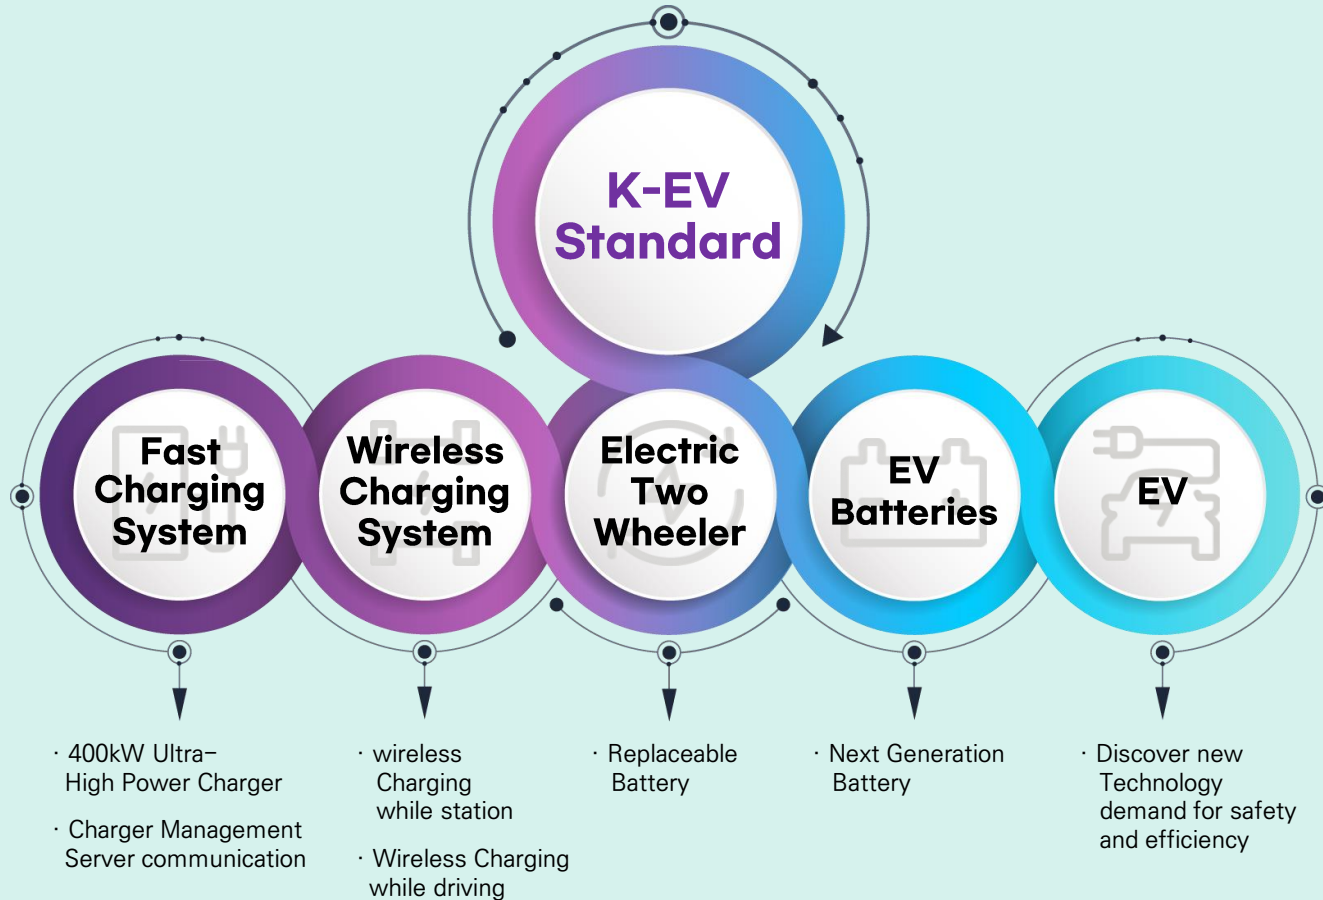 K-EV
Standard
Fast
Charging
System
Wireless
Charging
System
Electric
Two
Wheeler
EV
Batteries
EV
· 400kW Ultra-
High Power Charger
· Charger Management
Server communication
· wireless
Charging
while station
· Wireless Charging
while driving
· Replaceable
Battery
· Next Generation
Battery
· Discover new
Technology
demand for safety
and efficiency